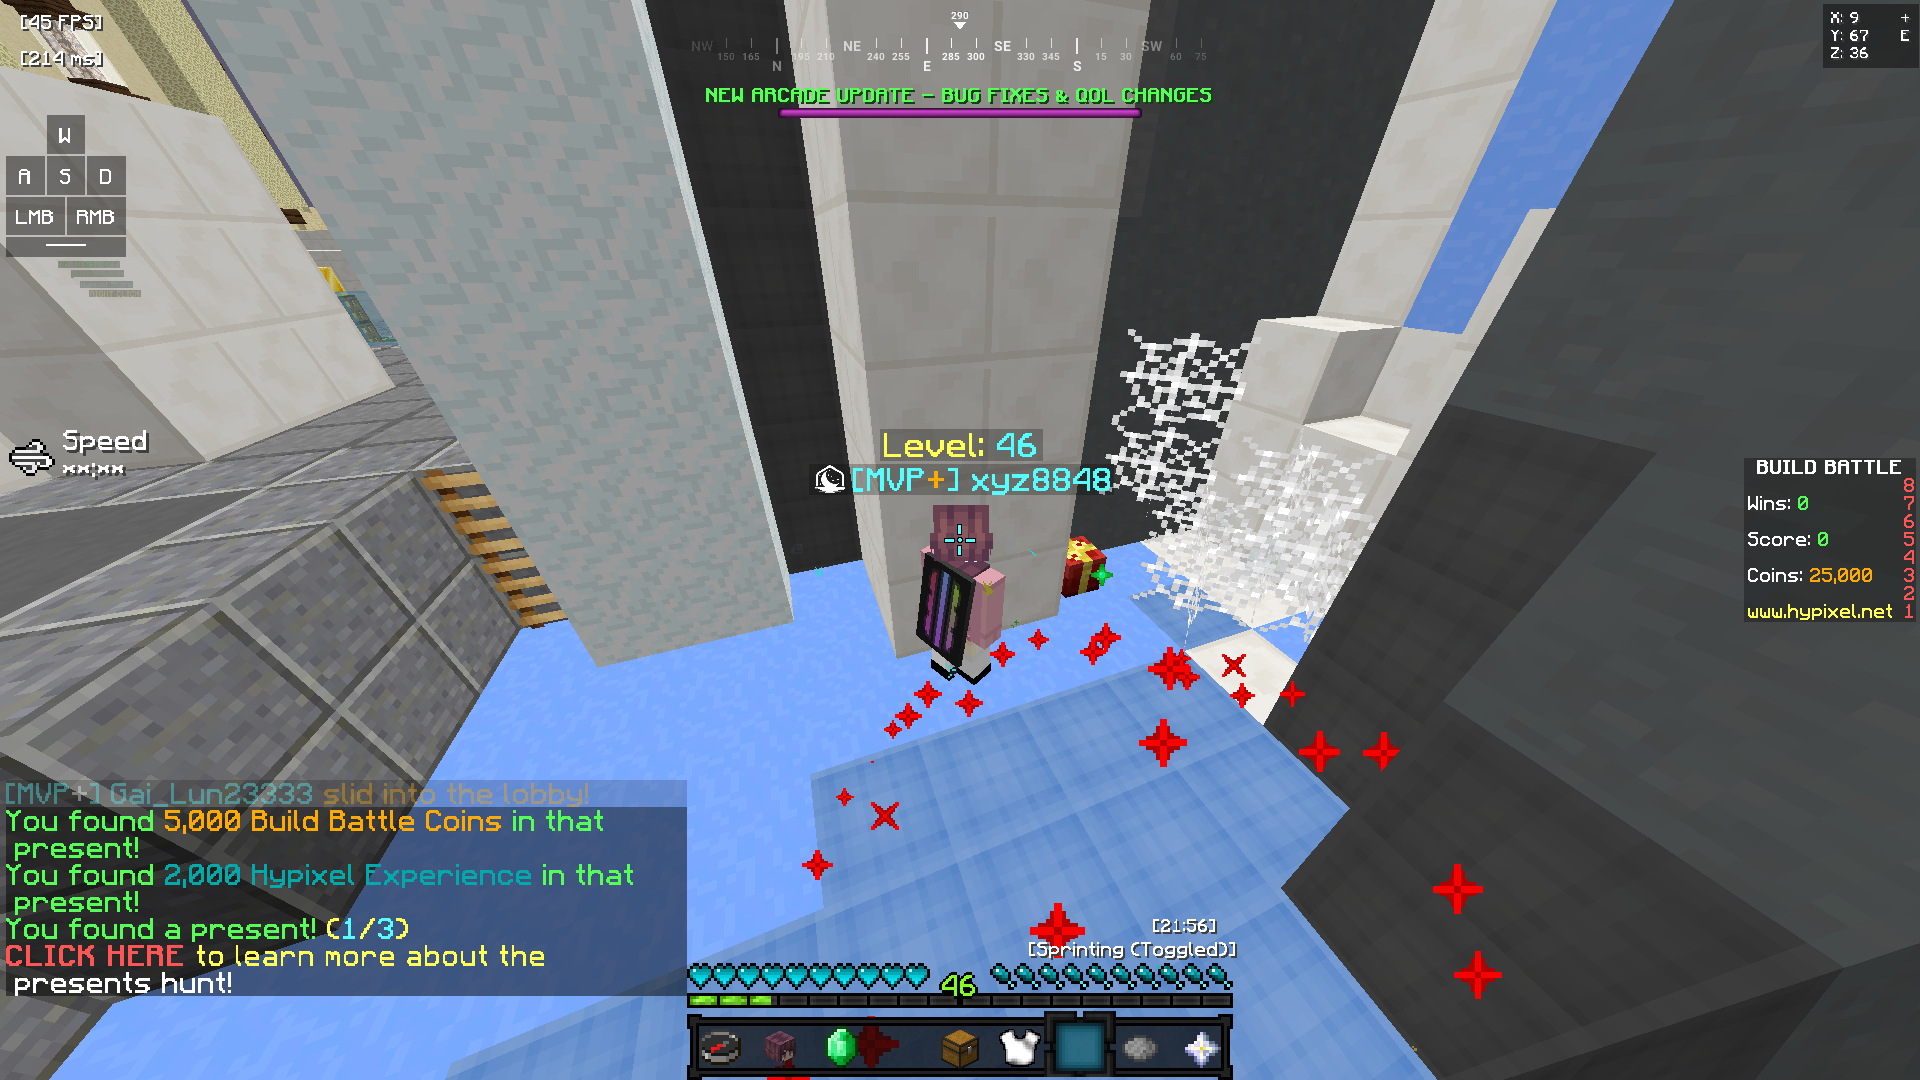 [45 FPS]
[214 ms]
W
A S D
LMB RMB
290
NW 150 165 N 195 210 NE 240 255 E 285 300 SE 330 345 S 15 30 SW 60 75
NEW ARCADE UPDATE - BUG FIXES & QOL CHANGES
X: 9 +
Y: 67 E
Z: 36
Speed
**:**
Level: 46
[MVP+] xyz8848
BUILD BATTLE
8
Wins: 0 7
6
Score: 0 5
4
Coins: 25,000 3
2
www.hypixel.net 1
[MVP+] Gai_Lun23333 slid into the lobby!
You found 5,000 Build Battle Coins in that
present!
You found 2,000 Hypixel Experience in that
present!
You found a present! (1/3)
CLICK HERE to learn more about the
presents hunt!
[21:56]
[Sprinting (Toggled)]
46